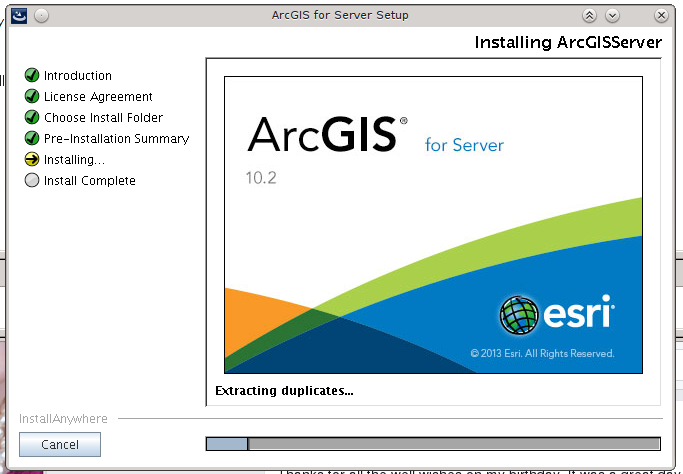 ArcGIS for Server Setup
Installing ArcGISServer
Introduction
License Agreement
Choose Install Folder
Pre-Installation Summary
Installing...
Install Complete
ArcGIS® for Server
10.2
esri
© 2013 Esri. All Rights Reserved.
Extracting duplicates...
InstallAnywhere
Cancel
Thanks for all the well wishes on my birthday. It was a great day